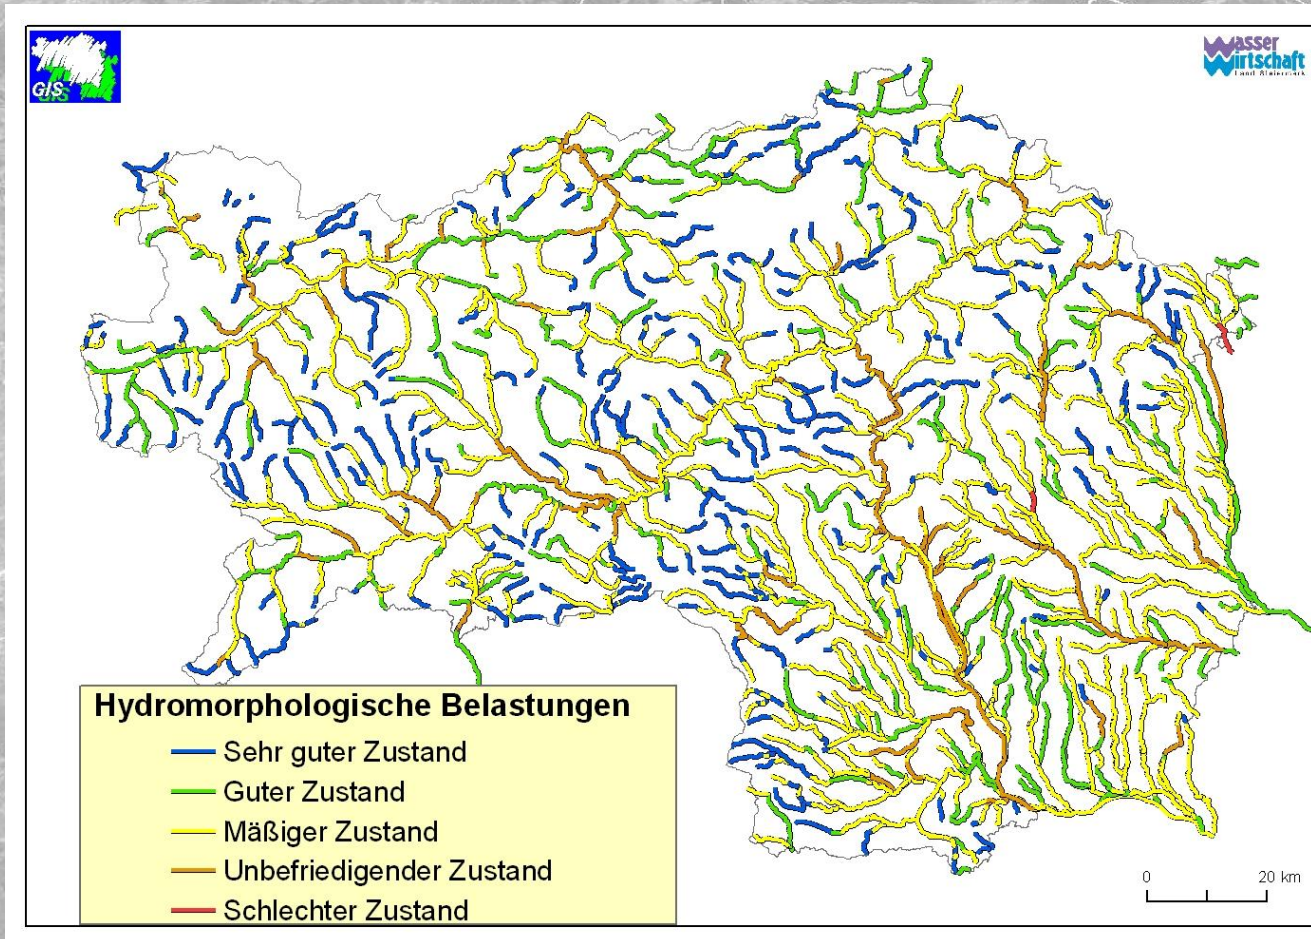 GIS
Wasser
Wirtschaft
Land Steiermark
Hydromorphologische Belastungen
Sehr guter Zustand
Guter Zustand
Mäßiger Zustand
Unbefriedigender Zustand
Schlechter Zustand
0 20 km